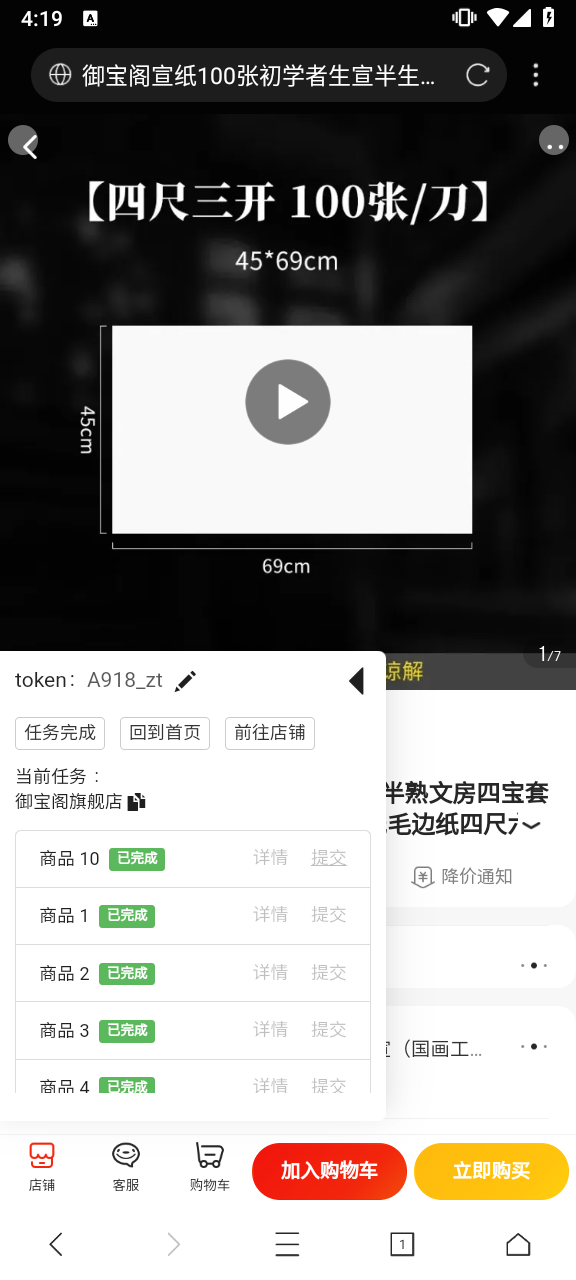 4:19
A
御宝阁宣纸100张初学者生宣半生...
【四尺三开 100张/刀】
45*69cm
45cm
69cm
1/7
谅解
token: A918_zt
任务完成 回到首页 前往店铺
当前任务：
御宝阁旗舰店
半熟文房四宝套
毛边纸四尺六
降价通知
商品 10 已完成 详情 提交
商品 1 已完成 详情 提交
商品 2 已完成 详情 提交
商品 3 已完成 详情 提交
宣（国画工...
商品 4 已完成 详情 提交
店铺 客服 购物车 加入购物车 立即购买
1